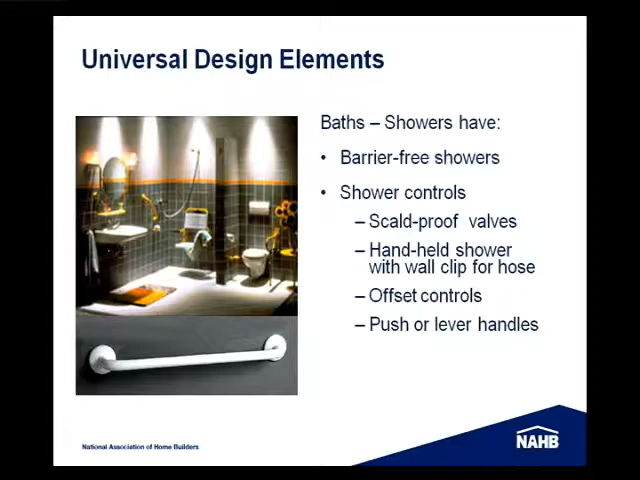 Universal Design Elements
Baths – Showers have:
• Barrier-free showers
• Shower controls
– Scald-proof valves
– Hand-held shower
with wall clip for hose
– Offset controls
– Push or lever handles
National Association of Home Builders
NAHB